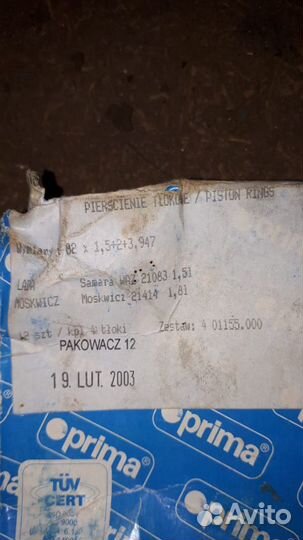 PIERŚCIENIE TŁOKOWE / PISTON RINGS
Wymiary: 82 x 1,5+2+3,947
ŁADA Samara WAZ 21083 1,5l
MOSKWICZ Moskwicz 21414 1,8l
12 szt / kpl 4 tłoki Zestaw: 4 01155.000
PAKOWACZ 12
19. LUT. 2003
prima
prima
prima
prima
TÜV
CERT
Avito